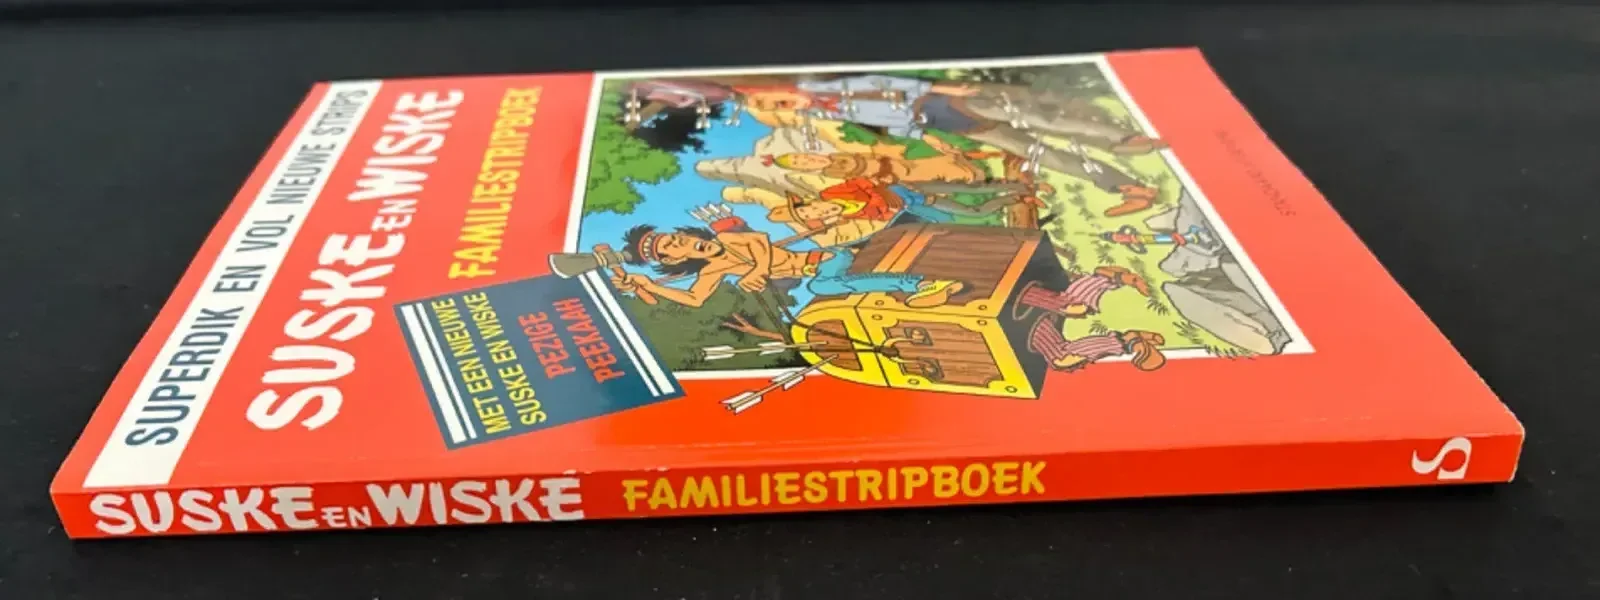 SUPERDIK EN VOL NIEUWE STRIPS
SUSKE EN WISKE
FAMILIESTRIPBOEK
MET EEN NIEUWE
SUSKE EN WISKE
PEZIGE
PEEKAAH
SUSKE EN WISKE FAMILIESTRIPBOEK